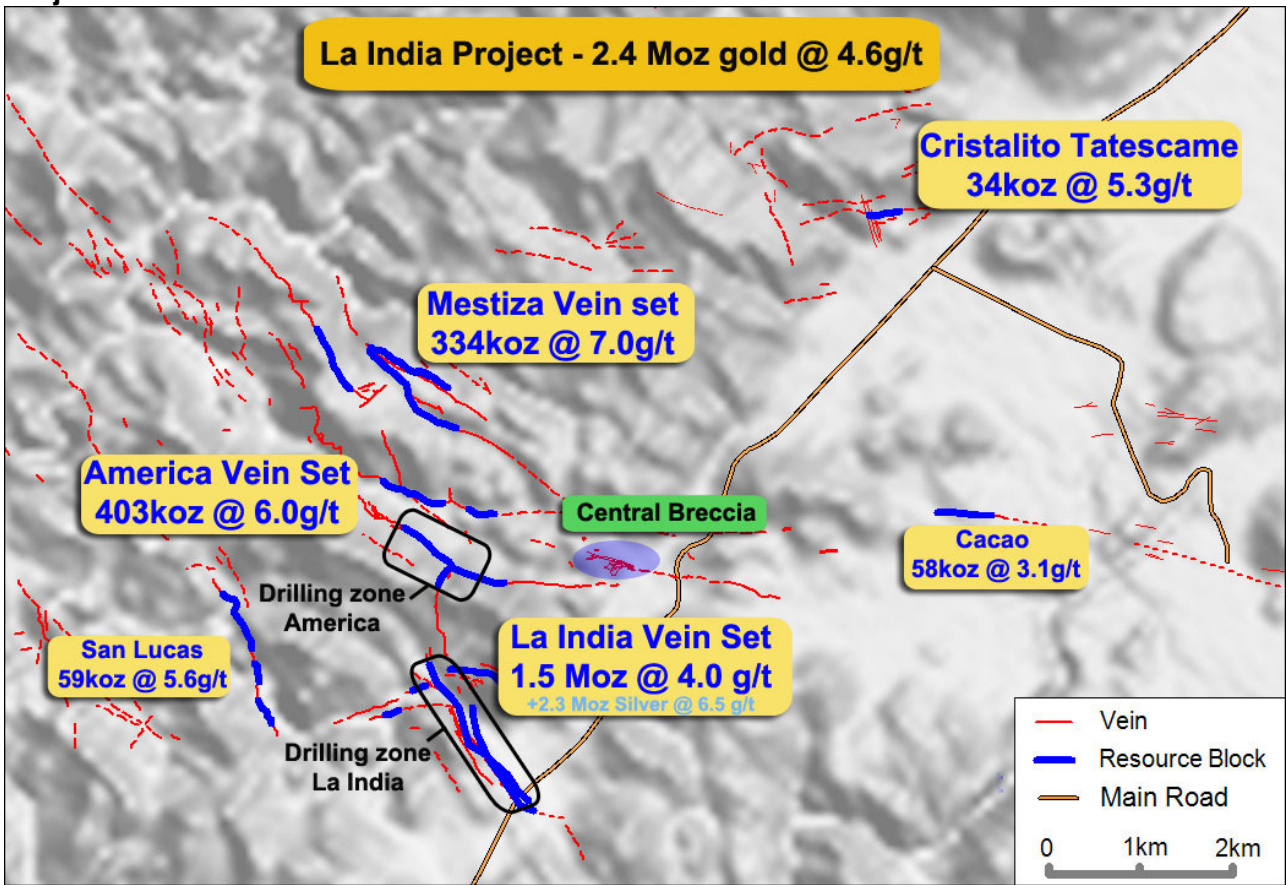 La India Project - 2.4 Moz gold @ 4.6g/t
Cristalito Tatescame
34koz @ 5.3g/t
Mestiza Vein set
334koz @ 7.0g/t
America Vein Set
403koz @ 6.0g/t
Central Breccia
Cacao
58koz @ 3.1g/t
Drilling zone
America
La India Vein Set
1.5 Moz @ 4.0 g/t
+2.3 Moz Silver @ 6.5 g/t
San Lucas
59koz @ 5.6g/t
Drilling zone
La India
Vein
Resource Block
Main Road
0 1km 2km